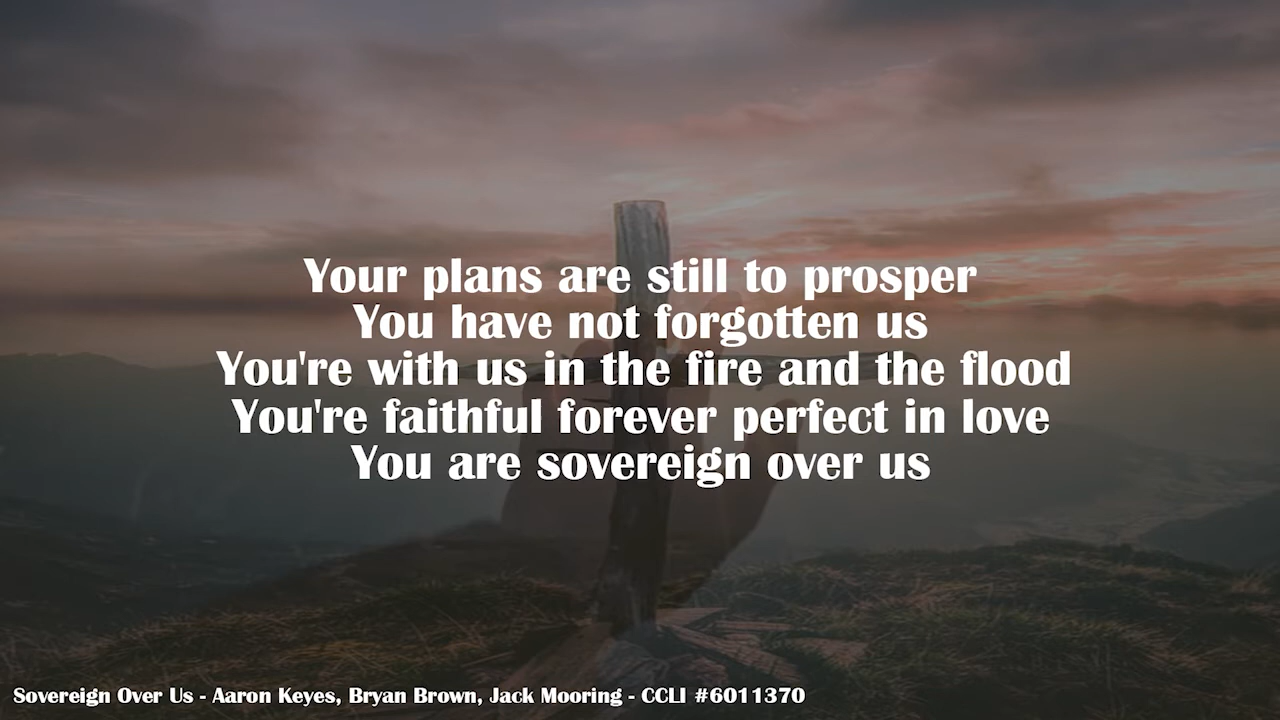 Your plans are still to prosper
You have not forgotten us
You're with us in the fire and the flood
You're faithful forever perfect in love
You are sovereign over us
Sovereign Over Us - Aaron Keyes, Bryan Brown, Jack Mooring - CCLI #6011370